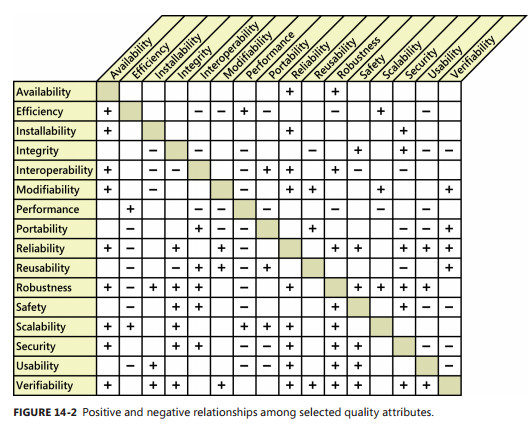 Availability
Efficiency
Installability
Integrity
Interoperability
Modifiability
Performance
Portability
Reliability
Reusability
Robustness
Safety
Scalability
Security
Usability
Verifiability
Availability + +
Efficiency + − − + − − + −
Installability + + +
Integrity − − − − + + − −
Interoperability + − − − + + + − −
Modifiability + − − + + + +
Performance + − − − − − −
Portability − + − − + − − +
Reliability + − + + − + + + + +
Reusability − − + + − + − +
Robustness + − + + + − + + + + +
Safety − + + − + + − −
Scalability + + + + + + +
Security + + + − − + + + − −
Usability − + − − + + + −
Verifiability + + + + + + + + + +
FIGURE 14-2 Positive and negative relationships among selected quality attributes.